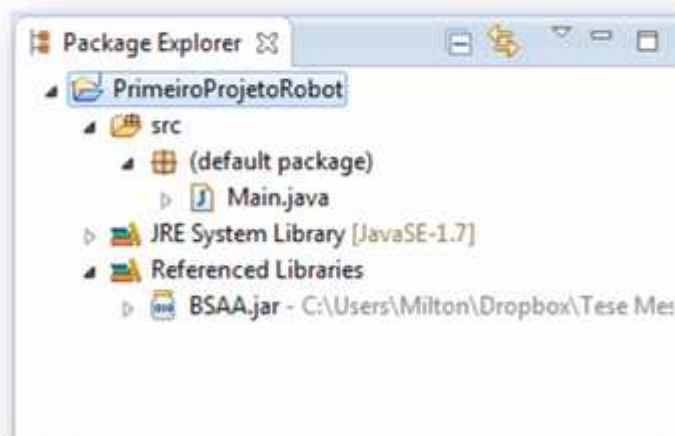 Package Explorer
PrimeiroProjetoRobot
src
(default package)
Main.java
JRE System Library [JavaSE-1.7]
Referenced Libraries
BSAA.jar - C:\Users\Milton\Dropbox\Tese Mes